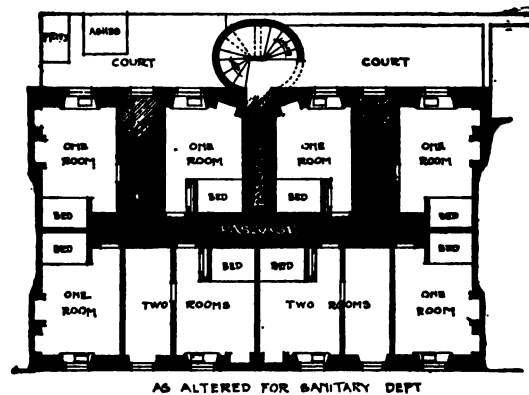 PRIVY
ASHES
COURT
COURT
ONE
ROOM
ONE
ROOM
ONE
ROOM
ONE
ROOM
BED
BED
BED
BED
PASSAGE
BED
BED
BED
BED
ONE
ROOM
TWO ROOMS
TWO ROOMS
ONE
ROOM
AS ALTERED FOR SANITARY DEPT